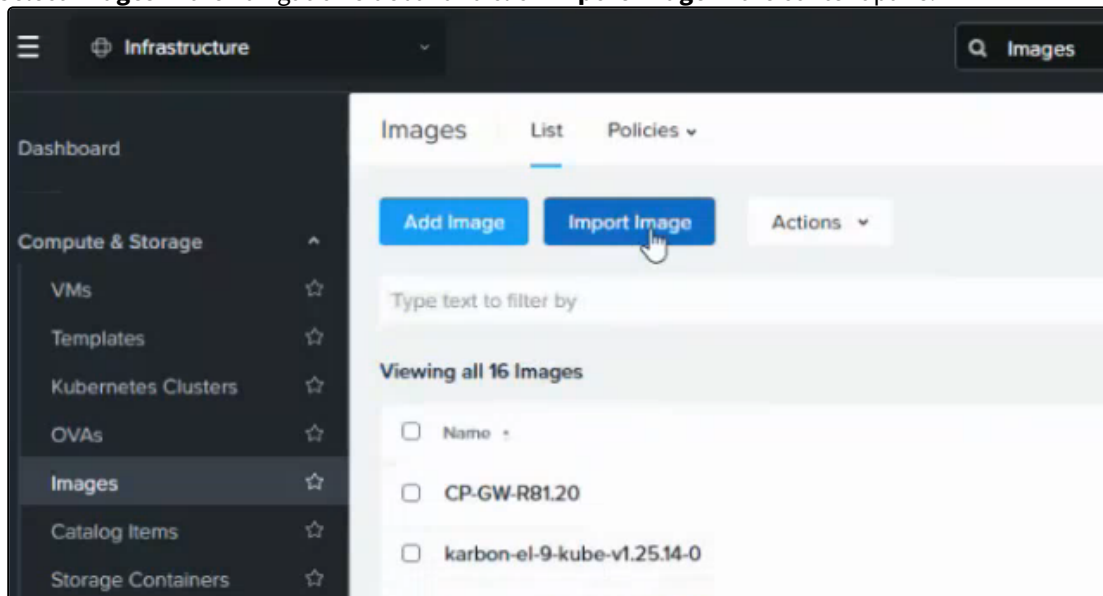 Infrastructure
Images
Dashboard
Images List Policies
Compute & Storage
Add Image Import Image Actions
VMs
Type text to filter by
Templates
Viewing all 16 Images
Kubernetes Clusters
OVAs
Name
Images
CP-GW-R81.20
Catalog Items
karbon-el-9-kube-v1.25.14-0
Storage Containers